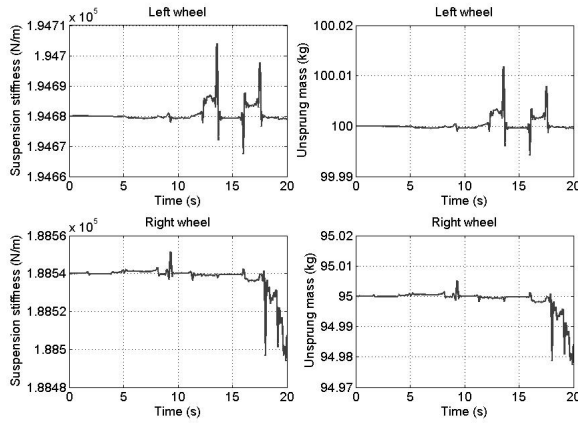 x 10^5 Left wheel
Suspension stiffness (N/m)
1.9471
1.947
1.9469
1.9468
1.9467
1.9466
0 5 10 15 20
Time (s)
Left wheel
Unsprung mass (kg)
100.02
100.01
100
99.99
0 5 10 15 20
Time (s)
x 10^5 Right wheel
Suspension stiffness (N/m)
1.8856
1.8854
1.8852
1.885
1.8848
0 5 10 15 20
Time (s)
Right wheel
Unsprung mass (kg)
95.02
95.01
95
94.99
94.98
94.97
0 5 10 15 20
Time (s)